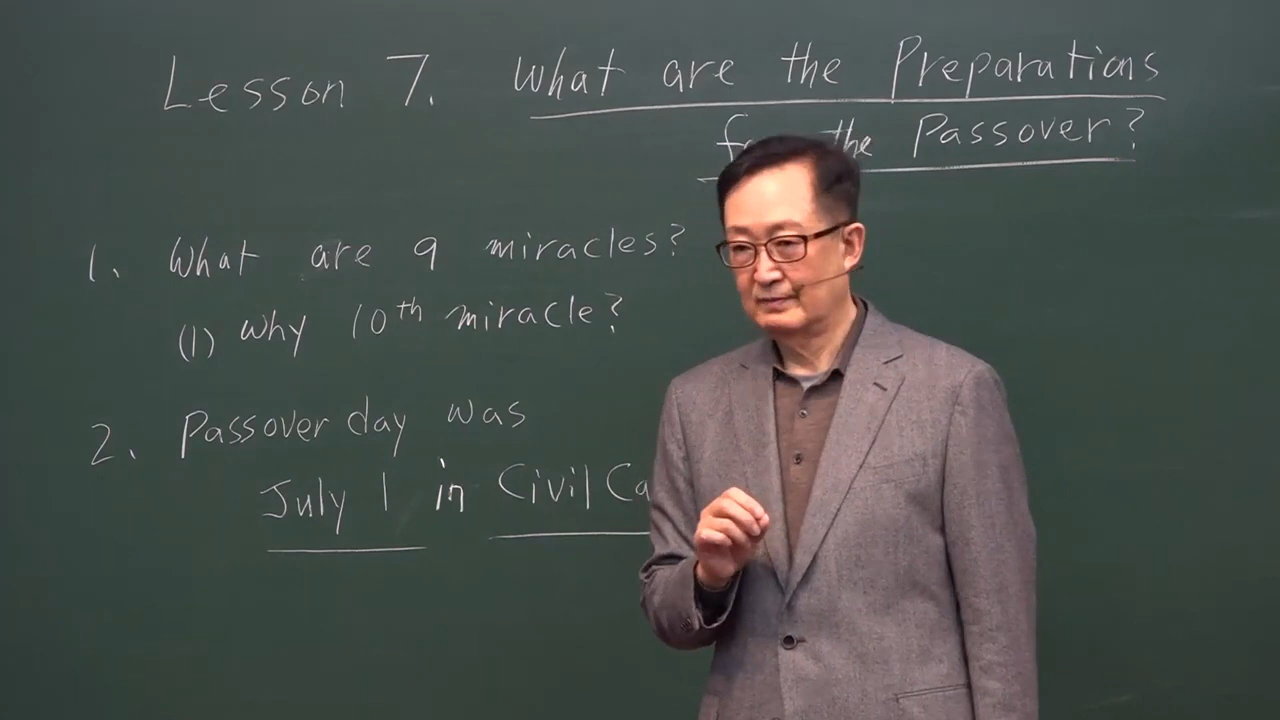 Lesson 7. What are the Preparations
the Passover?
1. What are 9 miracles?
(1) Why 10th miracle?
2. Passover day was
July 1 in Civil